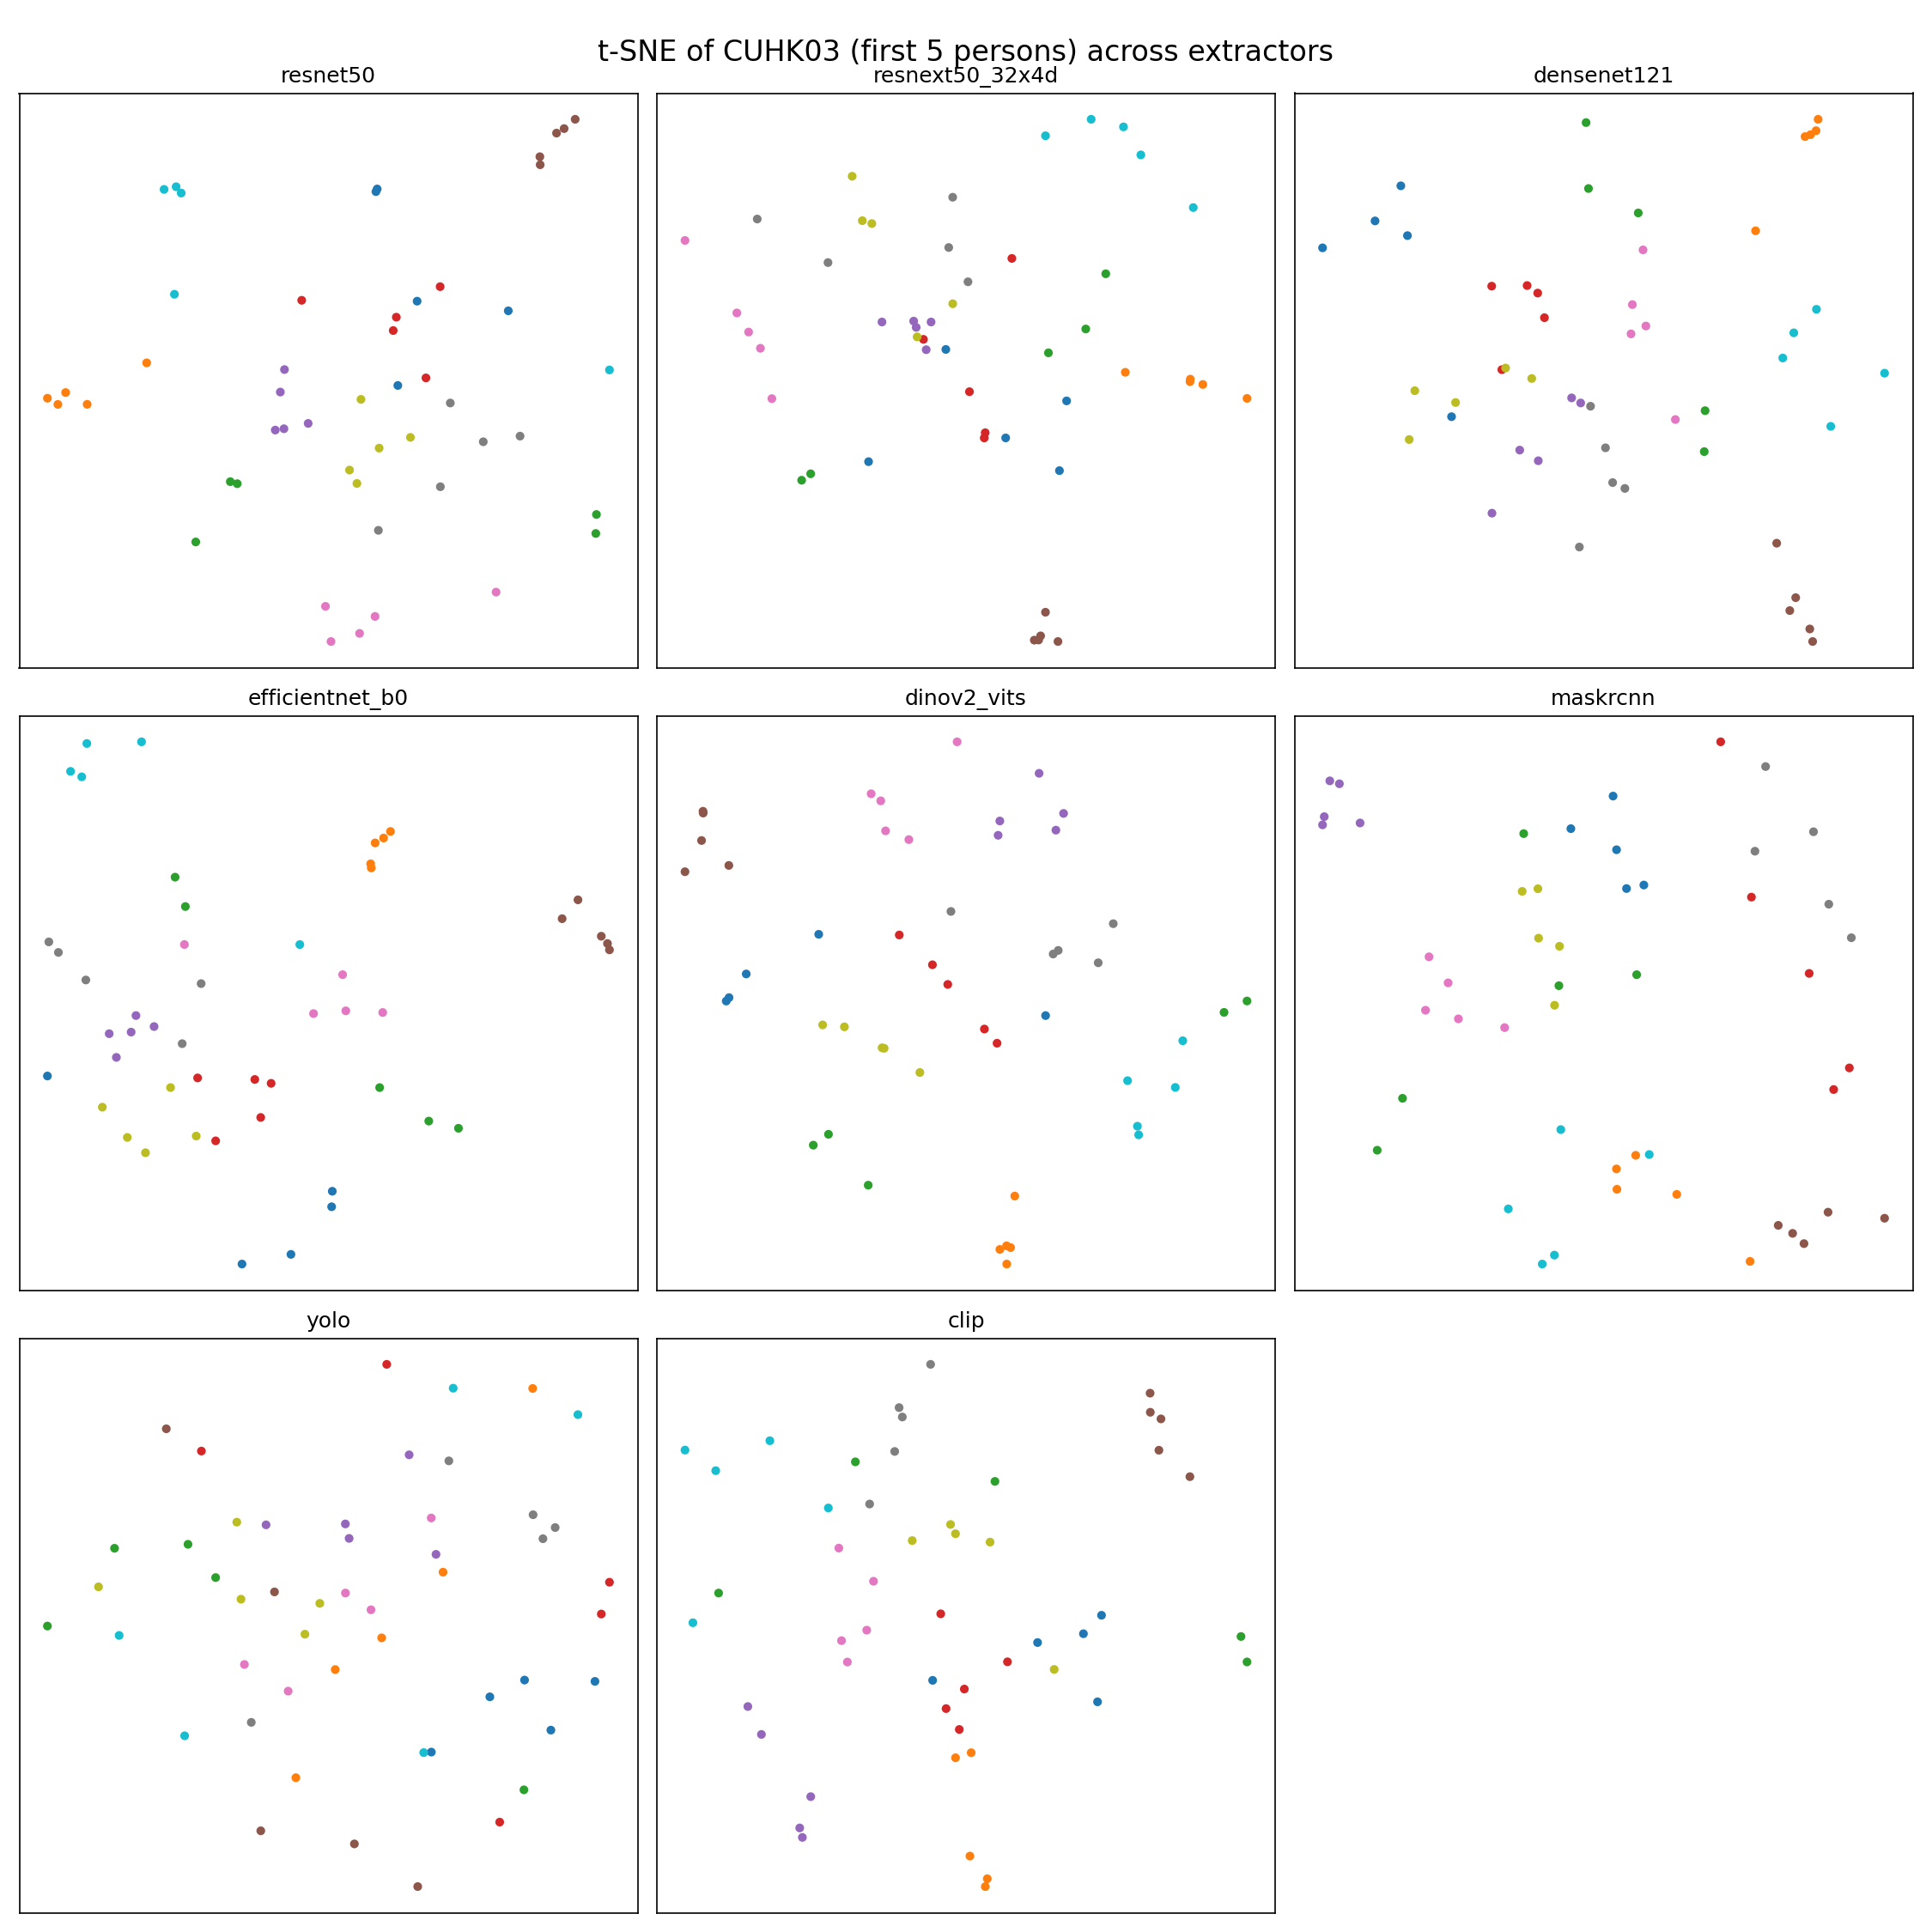 t-SNE of CUHK03 (first 5 persons) across extractors
resnet50
resnext50_32x4d
densenet121
efficientnet_b0
dinov2_vits
maskrcnn
yolo
clip